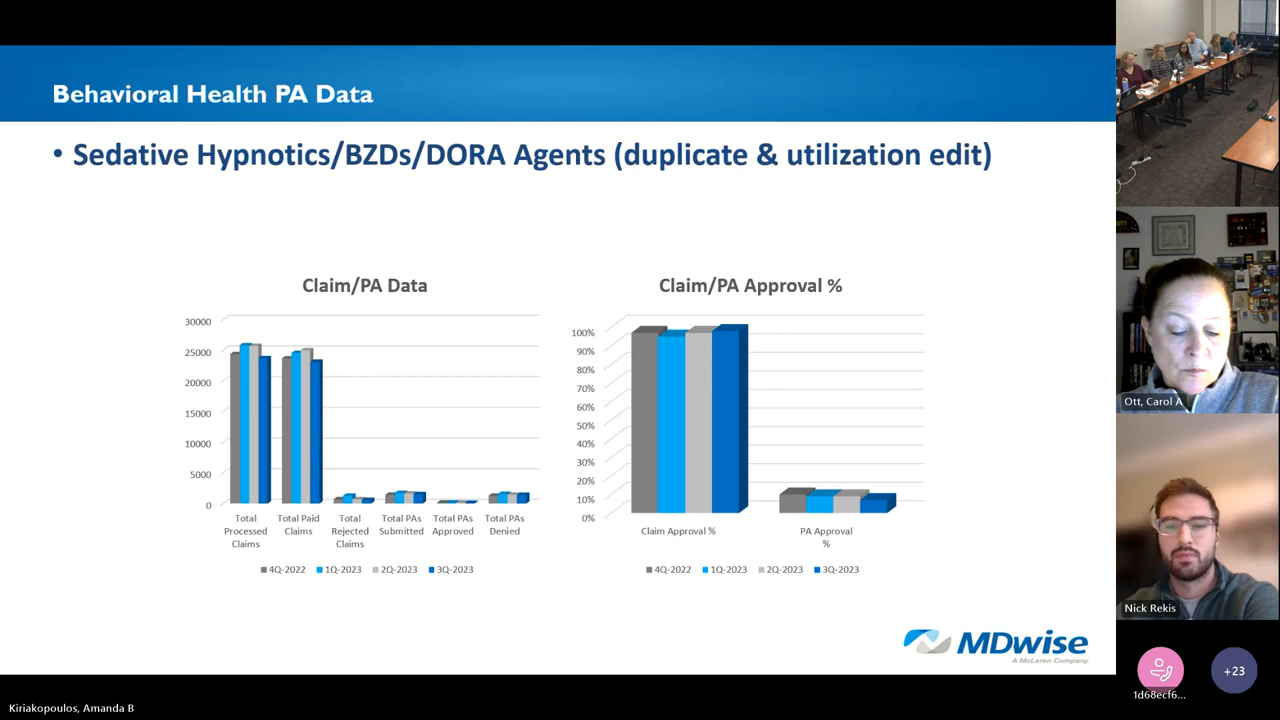 Behavioral Health PA Data
• Sedative Hypnotics/BZDs/DORA Agents (duplicate & utilization edit)
Claim/PA Data
30000
25000
20000
15000
10000
5000
0
Total Processed Claims
Total Paid Claims
Total Rejected Claims
Total PAs Submitted
Total PAs Approved
Total PAs Denied
4Q-2022 1Q-2023 2Q-2023 3Q-2023
Claim/PA Approval %
100%
90%
80%
70%
60%
50%
40%
30%
20%
10%
0%
Claim Approval %
PA Approval %
4Q-2022 1Q-2023 2Q-2023 3Q-2023
MDwise
A McLaren Company
Ott, Carol A
Nick Rekis
1d68ecf6...
+23
Kiriakopoulos, Amanda B